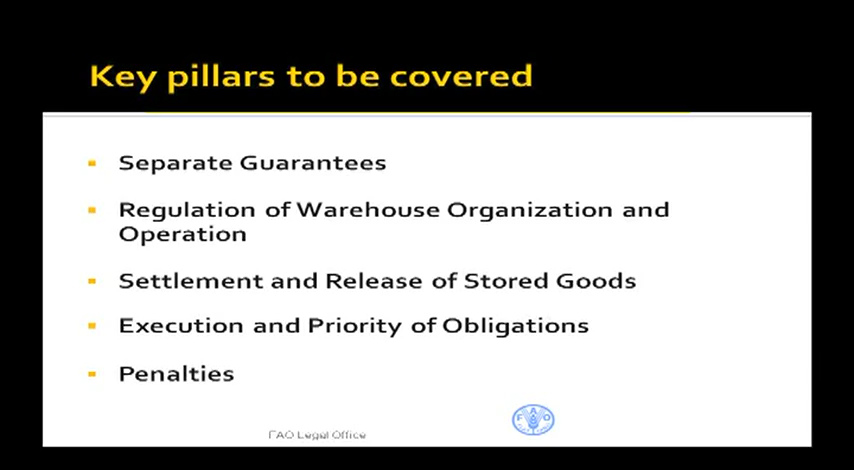 Key pillars to be covered
Separate Guarantees
Regulation of Warehouse Organization and
Operation
Settlement and Release of Stored Goods
Execution and Priority of Obligations
Penalties
FAO Legal Office
F A O